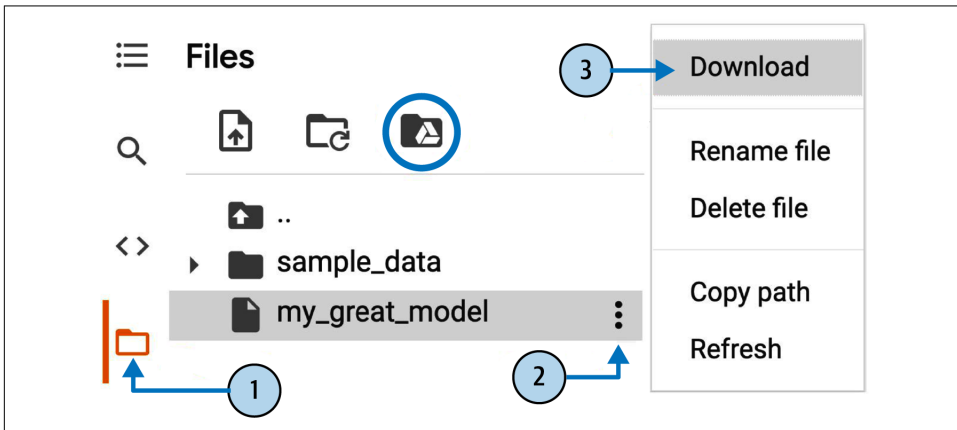 Files
..
sample_data
my_great_model
1
2
3
Download
Rename file
Delete file
Copy path
Refresh